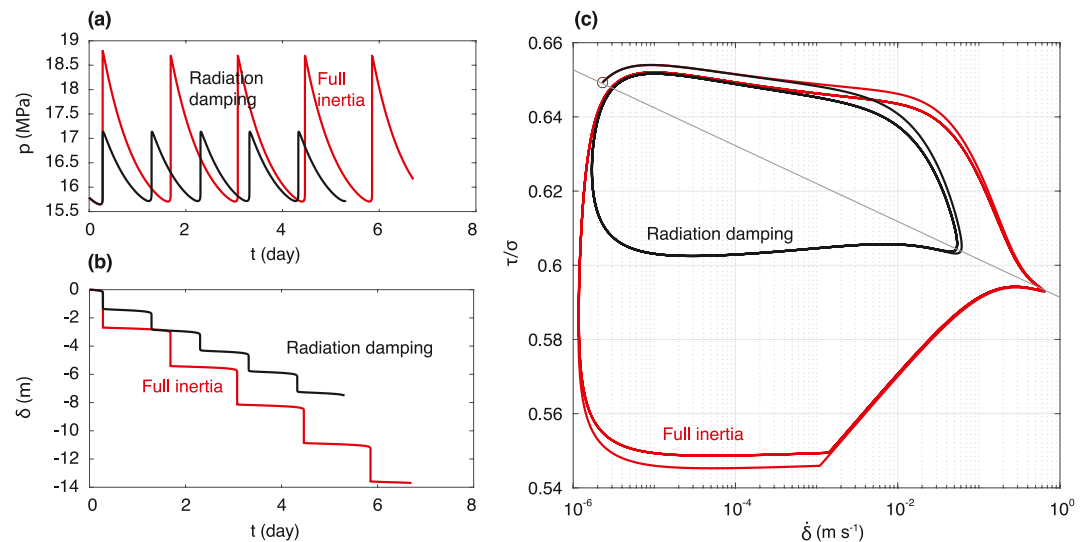 (a)
19
18.5
18
17.5
17
16.5
16
15.5
p (MPa)
Radiation
damping
Full
inertia
0
2
4
6
8
t (day)
(b)
0
-2
-4
-6
-8
-10
-12
-14
δ (m)
Radiation damping
Full inertia
0
2
4
6
8
t (day)
(c)
0.66
0.64
0.62
0.6
0.58
0.56
0.54
τ/σ
Radiation damping
Full inertia
10⁻⁶
10⁻⁴
10⁻²
10⁰
δ̇ (m s⁻¹)